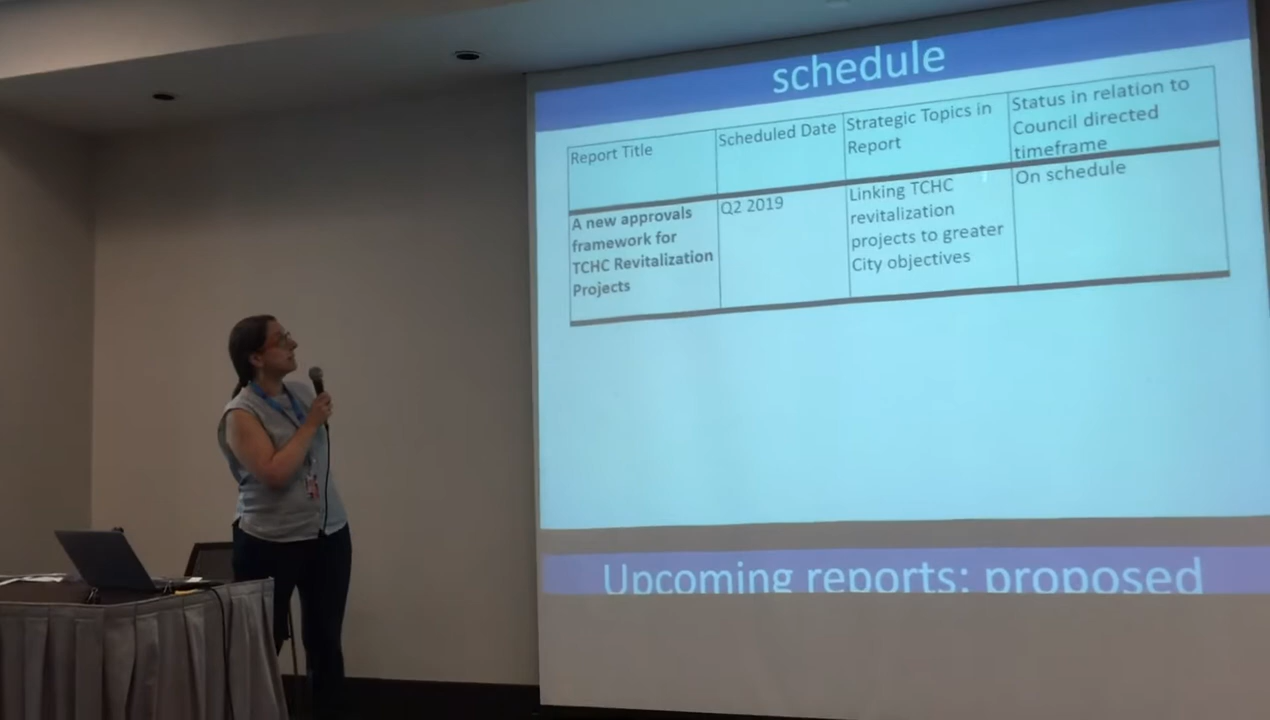 schedule
Report Title
Scheduled Date
Strategic Topics in
Report
Status in relation to
Council directed
timeframe
A new approvals
framework for
TCHC Revitalization
Projects
Q2 2019
Linking TCHC
revitalization
projects to greater
City objectives
On schedule
Upcoming reports: proposed